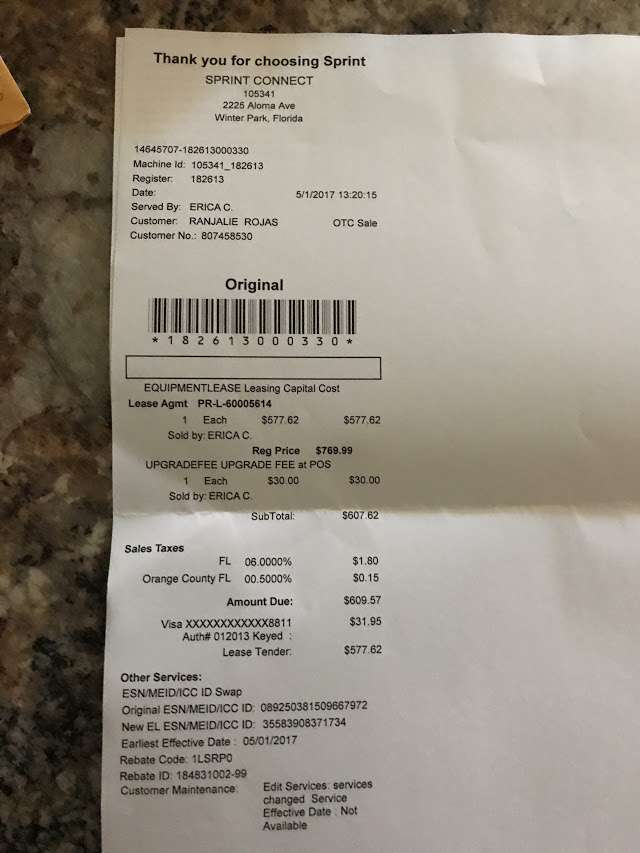 Thank you for choosing Sprint
SPRINT CONNECT
105341
2225 Aloma Ave
Winter Park, Florida
14645707-182613000330
Machine Id: 105341_182613
Register: 182613
Date: 5/1/2017 13:20:15
Served By: ERICA C.
Customer: RANJALIE ROJAS OTC Sale
Customer No.: 807458530
Original
*182613000330*
EQUIPMENTLEASE Leasing Capital Cost
Lease Agmt PR-L-60005614
1 Each $577.62 $577.62
Sold by: ERICA C.
Reg Price $769.99
UPGRADEFEE UPGRADE FEE at POS
1 Each $30.00 $30.00
Sold by: ERICA C.
SubTotal: $607.62
Sales Taxes
FL 06.0000% $1.80
Orange County FL 00.5000% $0.15
Amount Due: $609.57
Visa XXXXXXXXXXXX8811 $31.95
Auth# 012013 Keyed :
Lease Tender: $577.62
Other Services:
ESN/MEID/ICC ID Swap
Original ESN/MEID/ICC ID: 089250381509667972
New EL ESN/MEID/ICC ID: 35583908371734
Earliest Effective Date : 05/01/2017
Rebate Code: 1LSRP0
Rebate ID: 184831002-99
Customer Maintenance: Edit Services: services
changed Service
Effective Date : Not
Available